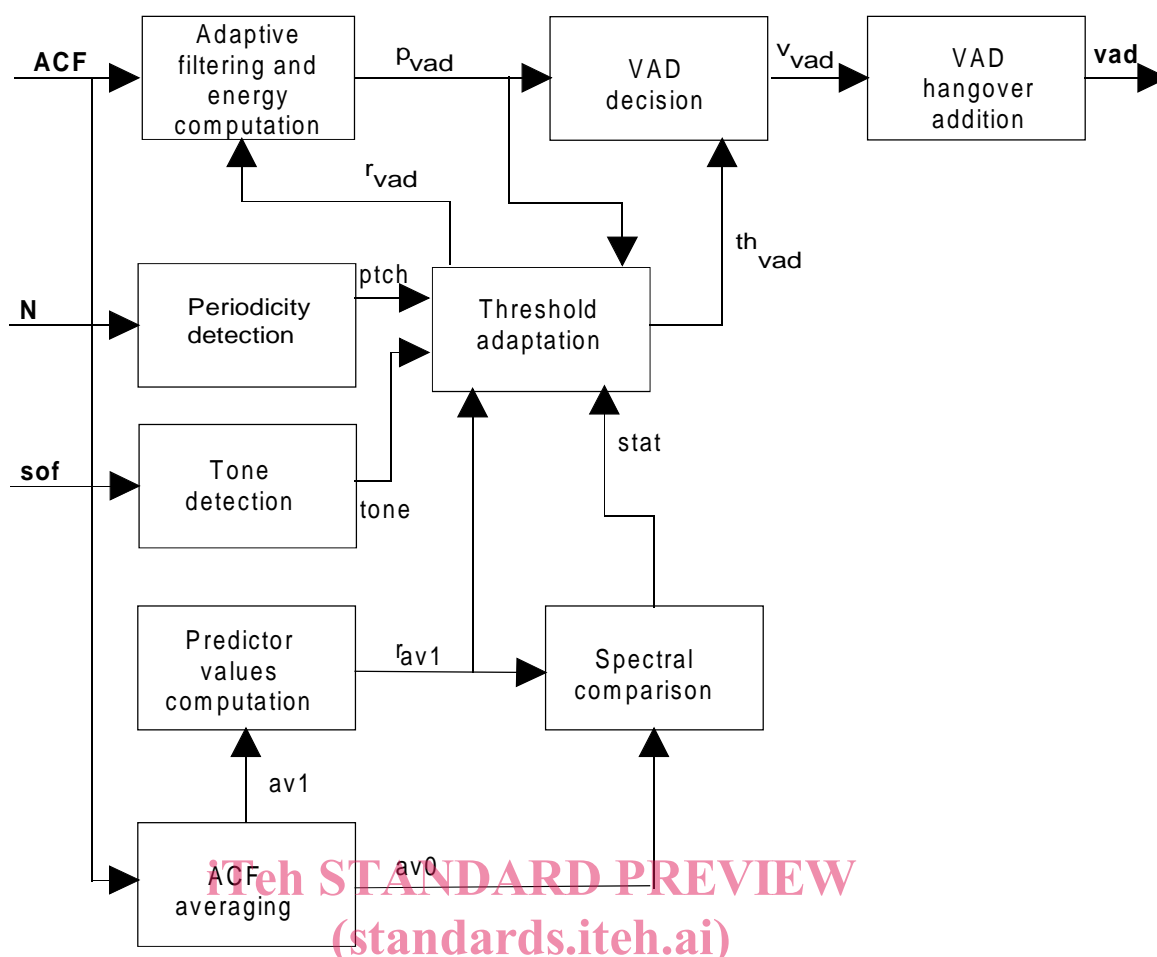 ACF
Adaptive
filtering and
energy
computation
pvad
VAD
decision
vvad
VAD
hangover
addition
vad
rvad
thvad
N
Periodicity
detection
ptch
Threshold
adaptation
sof
Tone
detection
tone
stat
Predictor
values
computation
rav1
Spectral
comparison
av1
ACF
averaging
av0
iTeh STANDARD PREVIEW
(standards.iteh.ai)